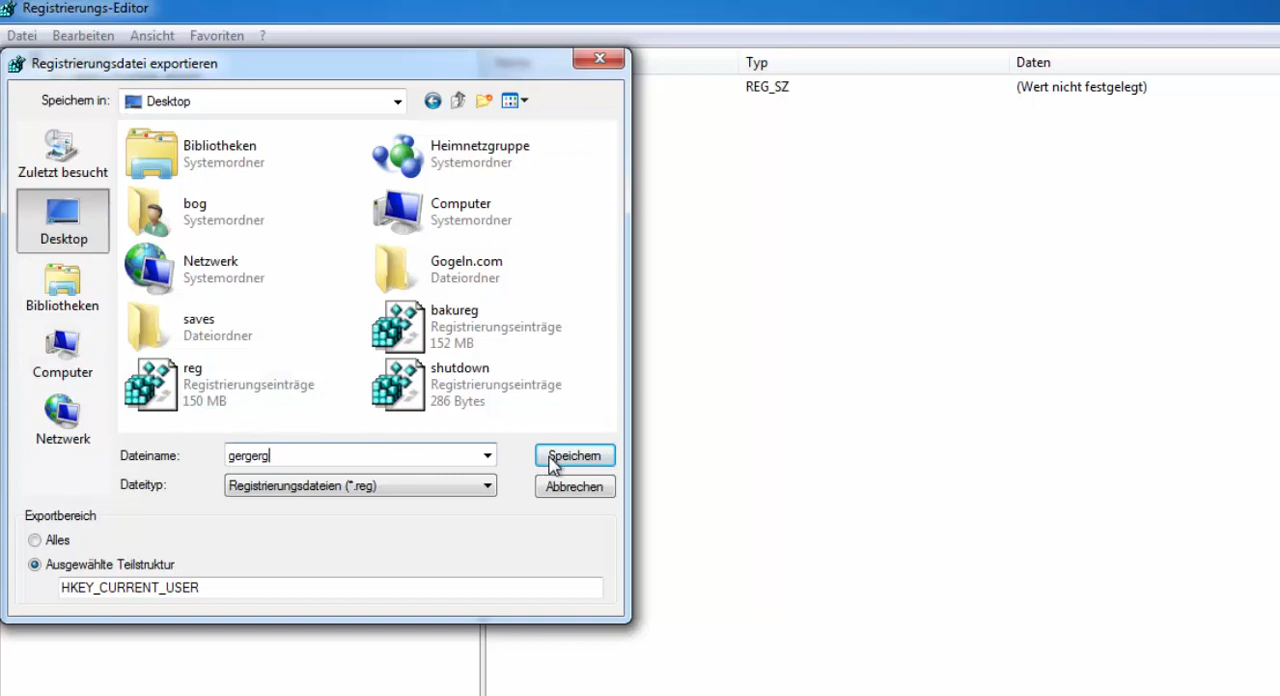 Registrierungs-Editor
Datei Bearbeiten Ansicht Favoriten ?
Registrierungsdatei exportieren
Typ Daten
REG_SZ (Wert nicht festgelegt)
Speichern in: Desktop
Zuletzt besucht
Desktop
Bibliotheken
Computer
Netzwerk
Bibliotheken
Systemordner
Heimnetzgruppe
Systemordner
bog
Systemordner
Computer
Systemordner
Netzwerk
Systemordner
Gogeln.com
Dateiordner
saves
Dateiordner
bakureg
Registrierungseinträge
152 MB
reg
Registrierungseinträge
150 MB
shutdown
Registrierungseinträge
286 Bytes
Dateiname: gergerg Speichern
Dateityp: Registrierungsdateien (*.reg) Abbrechen
Exportbereich
Alles
Ausgewählte Teilstruktur
HKEY_CURRENT_USER